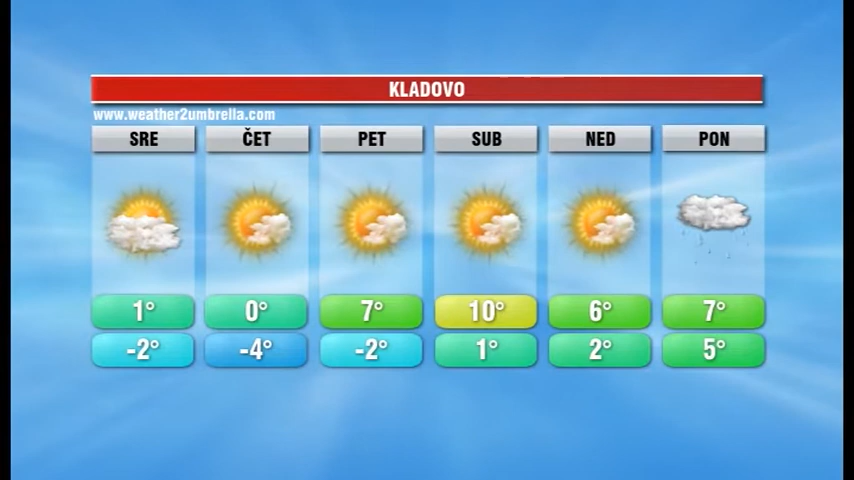 KLADOVO
www.weather2umbrella.com
SRE ČET PET SUB NED PON
1° 0° 7° 10° 6° 7°
-2° -4° -2° 1° 2° 5°